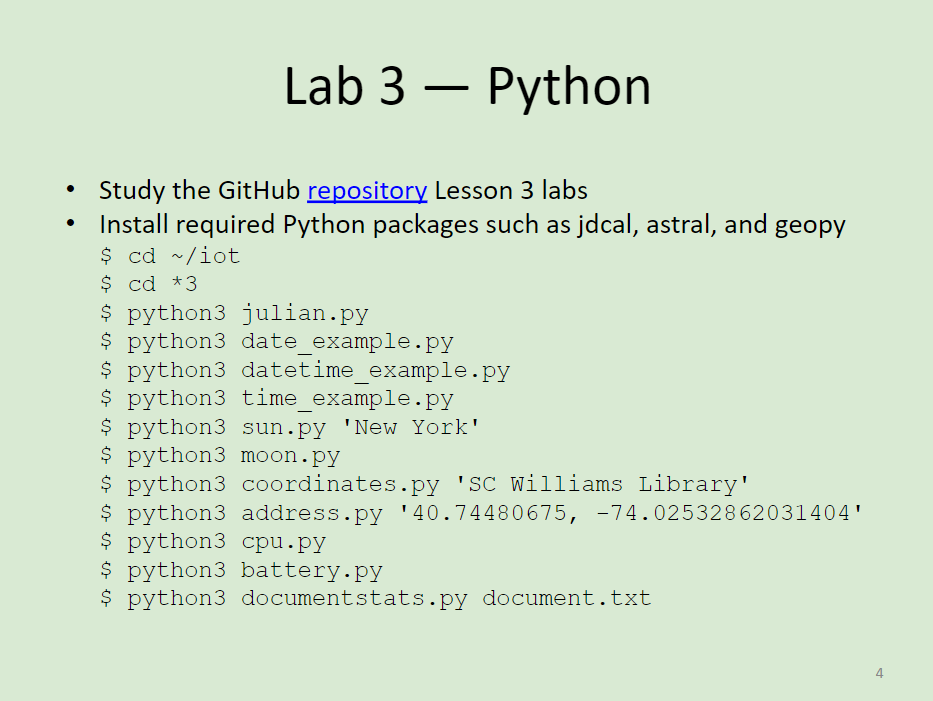 Lab 3 — Python
• Study the GitHub repository Lesson 3 labs
• Install required Python packages such as jdcal, astral, and geopy
$ cd ~/iot
$ cd *3
$ python3 julian.py
$ python3 date_example.py
$ python3 datetime_example.py
$ python3 time_example.py
$ python3 sun.py 'New York'
$ python3 moon.py
$ python3 coordinates.py 'SC Williams Library'
$ python3 address.py '40.74480675, -74.02532862031404'
$ python3 cpu.py
$ python3 battery.py
$ python3 documentstats.py document.txt
4